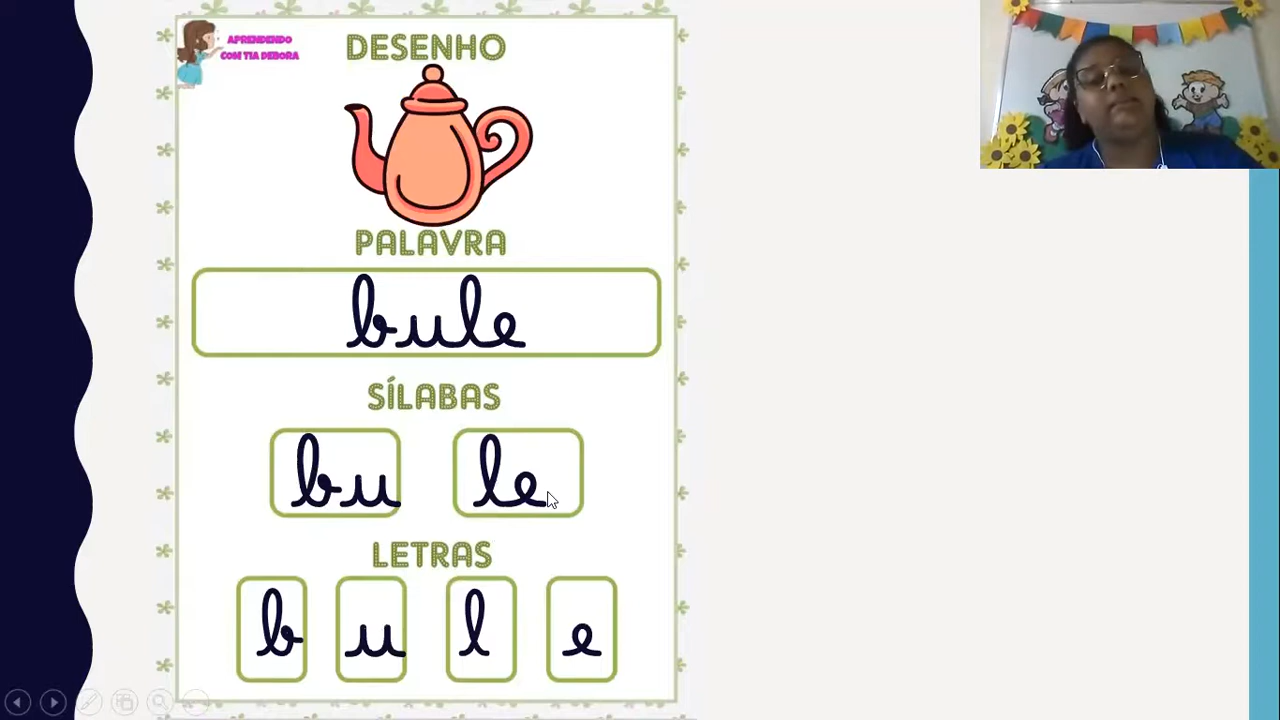 APRENDENDO
COM TIA DEBORA
DESENHO
PALAVRA
bule
SÍLABAS
bu le
LETRAS
b u l e